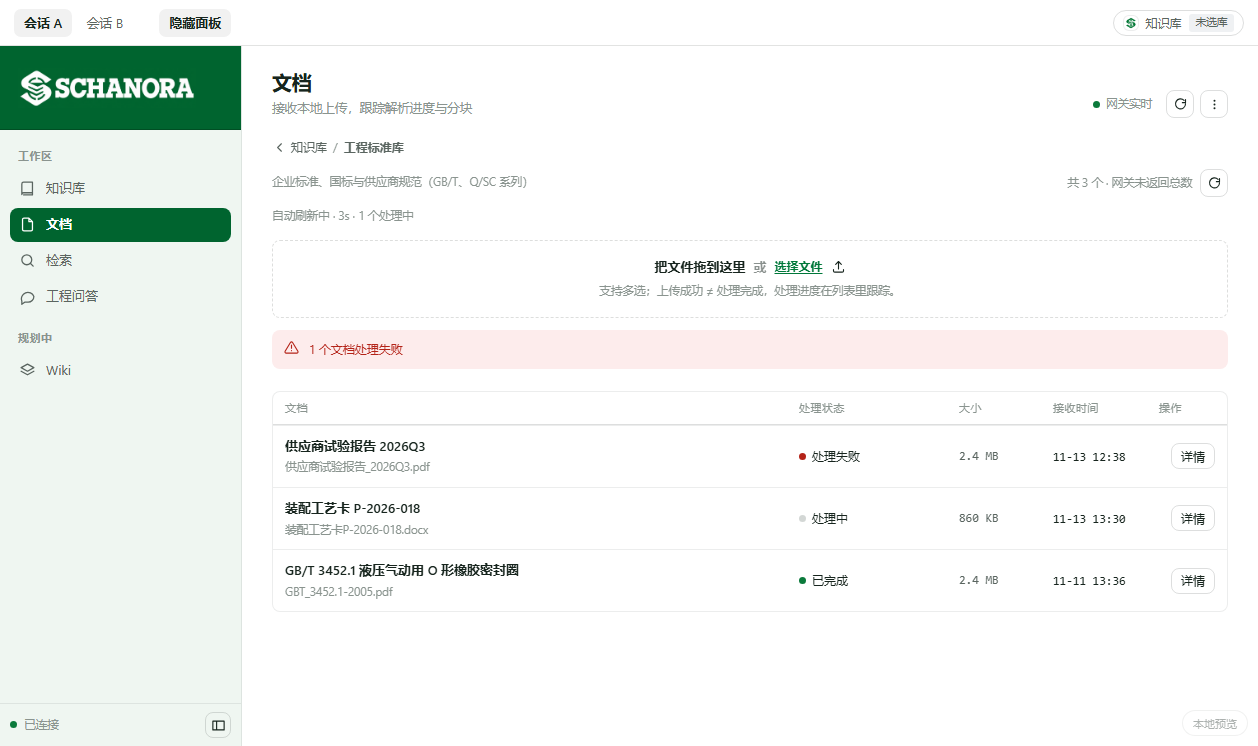 会话 A 会话 B 隐藏面板 知识库 未选库
SCHANORA
工作区
知识库
文档
检索
工程问答
规划中
Wiki
已连接
文档
接收本地上传，跟踪解析进度与分块
网关实时
知识库 / 工程标准库
企业标准、国标与供应商规范（GB/T、Q/SC 系列）
共 3 个 · 网关未返回总数
自动刷新中 · 3s · 1 个处理中
把文件拖到这里 或 选择文件
支持多选；上传成功 ≠ 处理完成，处理进度在列表里跟踪。
1 个文档处理失败
文档 处理状态 大小 接收时间 操作
供应商试验报告 2026Q3
供应商试验报告_2026Q3.pdf
处理失败 2.4 MB 11-13 12:38 详情
装配工艺卡 P-2026-018
装配工艺卡P-2026-018.docx
处理中 860 KB 11-13 13:30 详情
GB/T 3452.1 液压气动用 O 形橡胶密封圈
GBT_3452.1-2005.pdf
已完成 2.4 MB 11-11 13:36 详情
本地预览